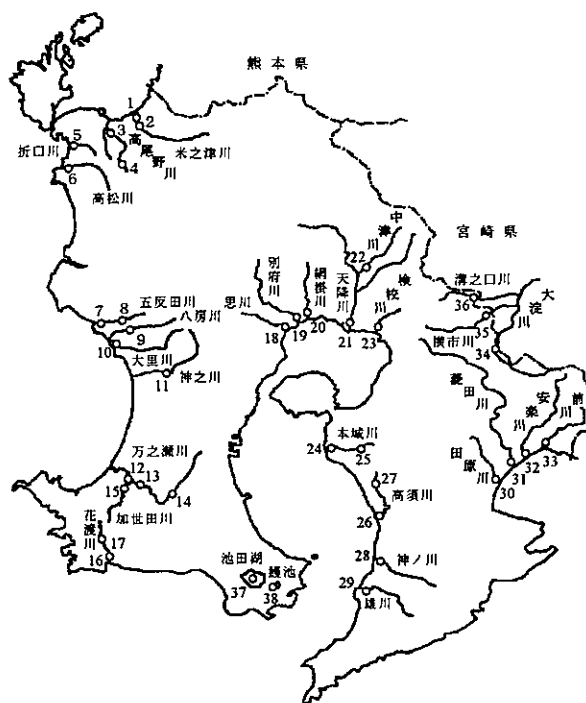 熊本県
1
2
3
高尾野川
米之津川
4
5
折口川
6
高松川
中津川
22
宮崎県
別府川
網掛川
天降川
検校川
溝之口川
36
大淀川
五反田川
7
8
八房川
思川
18
19
20
21
23
35
横市川
34
10
9
大里川
11
神之川
菱田川
安楽川
前川
本城川
24
25
田原川
33
32
31
30
万之瀬川
12
13
15
14
加世田川
27
高須川
26
花渡川
17
16
池田湖
鰻池
37
38
28
神ノ川
29
雄川